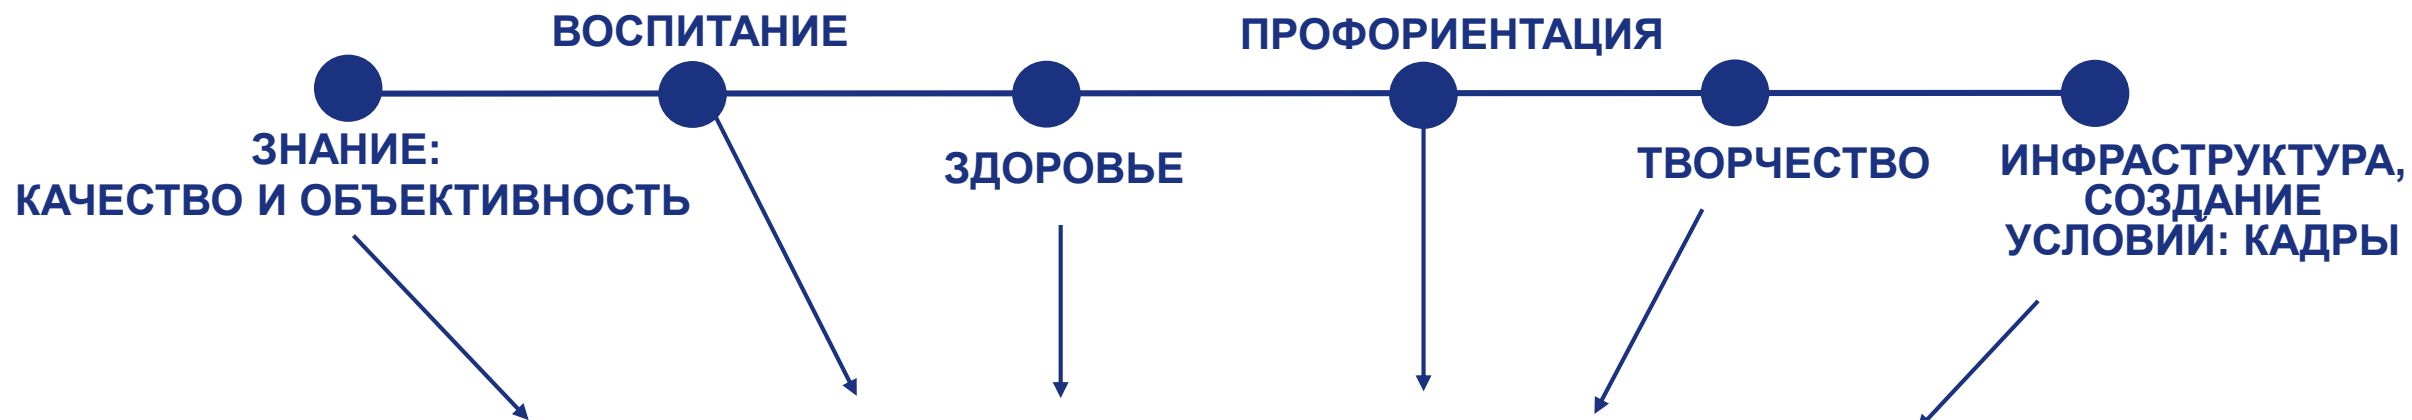 ВОСПИТАНИЕ
ПРОФОРИЕНТАЦИЯ
ЗНАНИЕ:
КАЧЕСТВО И ОБЪЕКТИВНОСТЬ
ЗДОРОВЬЕ
ТВОРЧЕСТВО
ИНФРАСТРУКТУРА,
СОЗДАНИЕ
УСЛОВИЙ: КАДРЫ